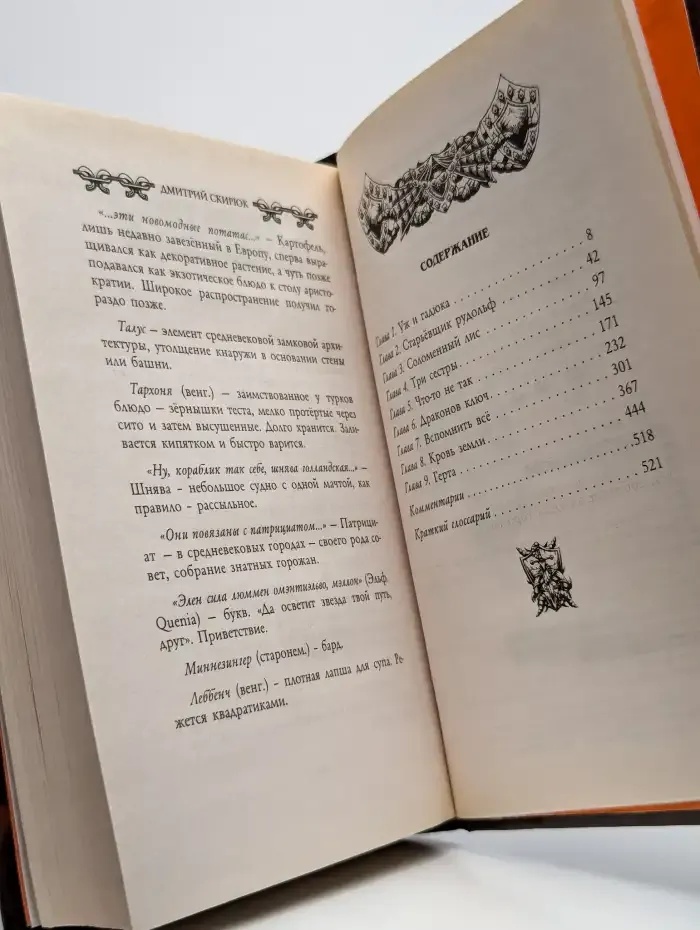 ДМИТРИЙ СКИРЮК
«...эти новомодные потатас...» – Картофель,
лишь недавно завезённый в Европу, сперва выра-
щивался как декоративное растение, а чуть позже
подавался как экзотическое блюдо к столу аристо-
кратии. Широкое распространение получил го-
раздо позже.
Талус – элемент средневековой замковой архи-
тектуры, утолщение кнаружи в основании стены
или башни.
Тархоня (венг.) – заимствованное у турков
блюдо – зёрнышки теста, мелко протёртые через
сито и затем высушенные. Долго хранится. Зали-
вается кипятком и быстро варится.
«Ну, кораблик так себе, шнява голландская...» –
Шнява - небольшое судно с одной мачтой, как
правило - рассыльное.
«Они повязаны с патрициатом...» – Патрици-
ат – в средневековых городах – своего рода со-
вет, собрание знатных горожан.
«Элен сила люммен омэнтиэльво, мэллон» (Эльф.
Quenia) – букв. «Да осветит звезда твой путь,
друг». Приветствие.
Миннезингер (старонем.) - бард.
Леббенч (венг.) – плотная лапша для супа. Ре-
жется квадратиками.
СОДЕРЖАНИЕ
Глава 1. Уж и гадюка . . . . . . . . . . . . 8
Глава 2. Старьёвщик рудольф . . . . . . . . 42
Глава 3. Соломенный лис . . . . . . . . . . 97
Глава 4. Три сестры. . . . . . . . . . . . 145
Глава 5. Что-то не так . . . . . . . . . . 171
Глава 6. Драконов ключ. . . . . . . . . . . 232
Глава 7. Вспомнить всё . . . . . . . . . . 301
Глава 8. Кровь земли . . . . . . . . . . . 367
Глава 9. Герта . . . . . . . . . . . . . . 444
Комментарии . . . . . . . . . . . . . . .518
Краткий глоссарий . . . . . . . . . . . . .521